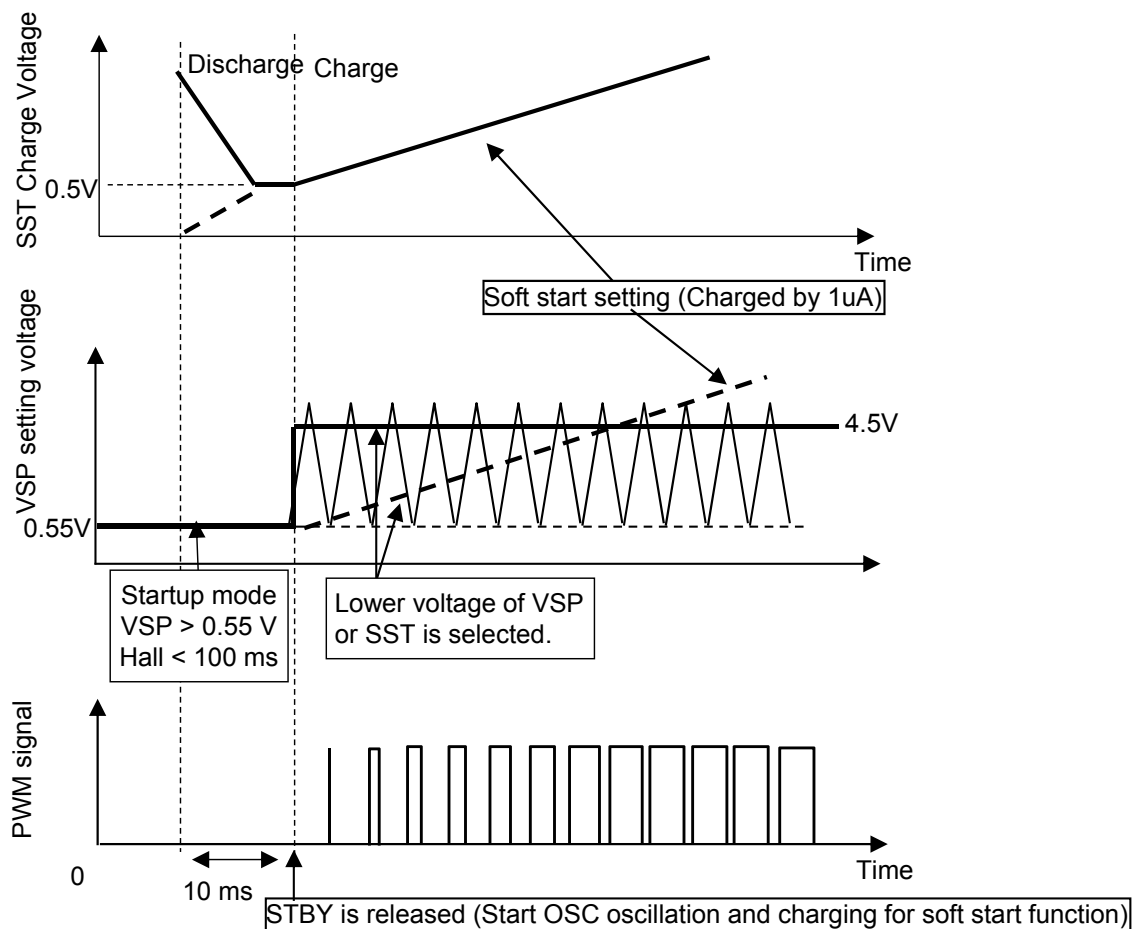 SST Charge Voltage
Discharge
Charge
0.5V
Time
Soft start setting (Charged by 1uA)
VSP setting voltage
4.5V
0.55V
Startup mode
VSP > 0.55 V
Hall < 100 ms
Lower voltage of VSP
or SST is selected.
PWM signal
0
10 ms
Time
STBY is released (Start OSC oscillation and charging for soft start function)